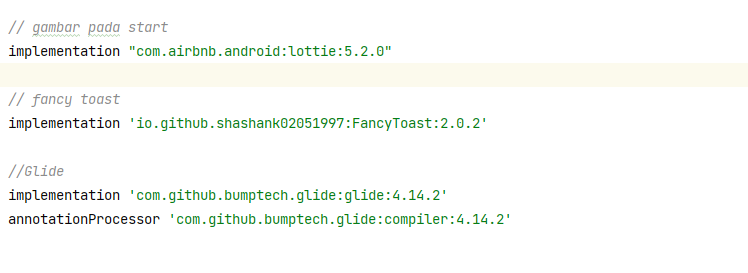 // gambar pada start
implementation "com.airbnb.android:lottie:5.2.0"
// fancy toast
implementation 'io.github.shashank02051997:FancyToast:2.0.2'
//Glide
implementation 'com.github.bumptech.glide:glide:4.14.2'
annotationProcessor 'com.github.bumptech.glide:compiler:4.14.2'